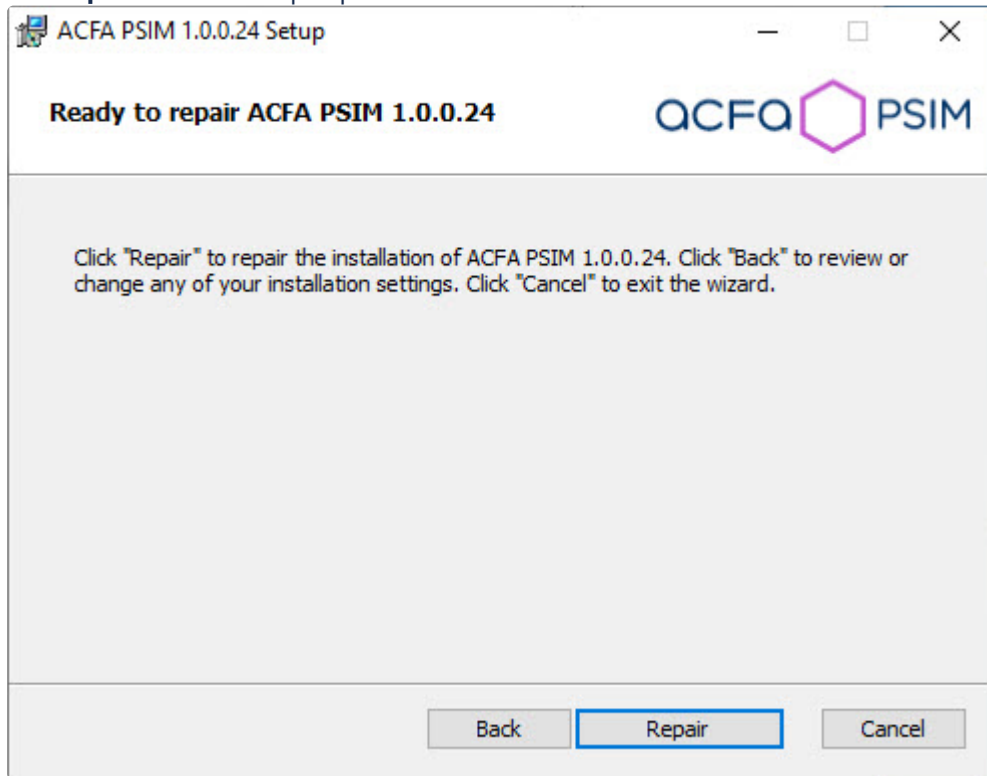 ACFA PSIM 1.0.0.24 Setup
Ready to repair ACFA PSIM 1.0.0.24
acfa PSIM
Click "Repair" to repair the installation of ACFA PSIM 1.0.0.24. Click "Back" to review or
change any of your installation settings. Click "Cancel" to exit the wizard.
Back Repair Cancel